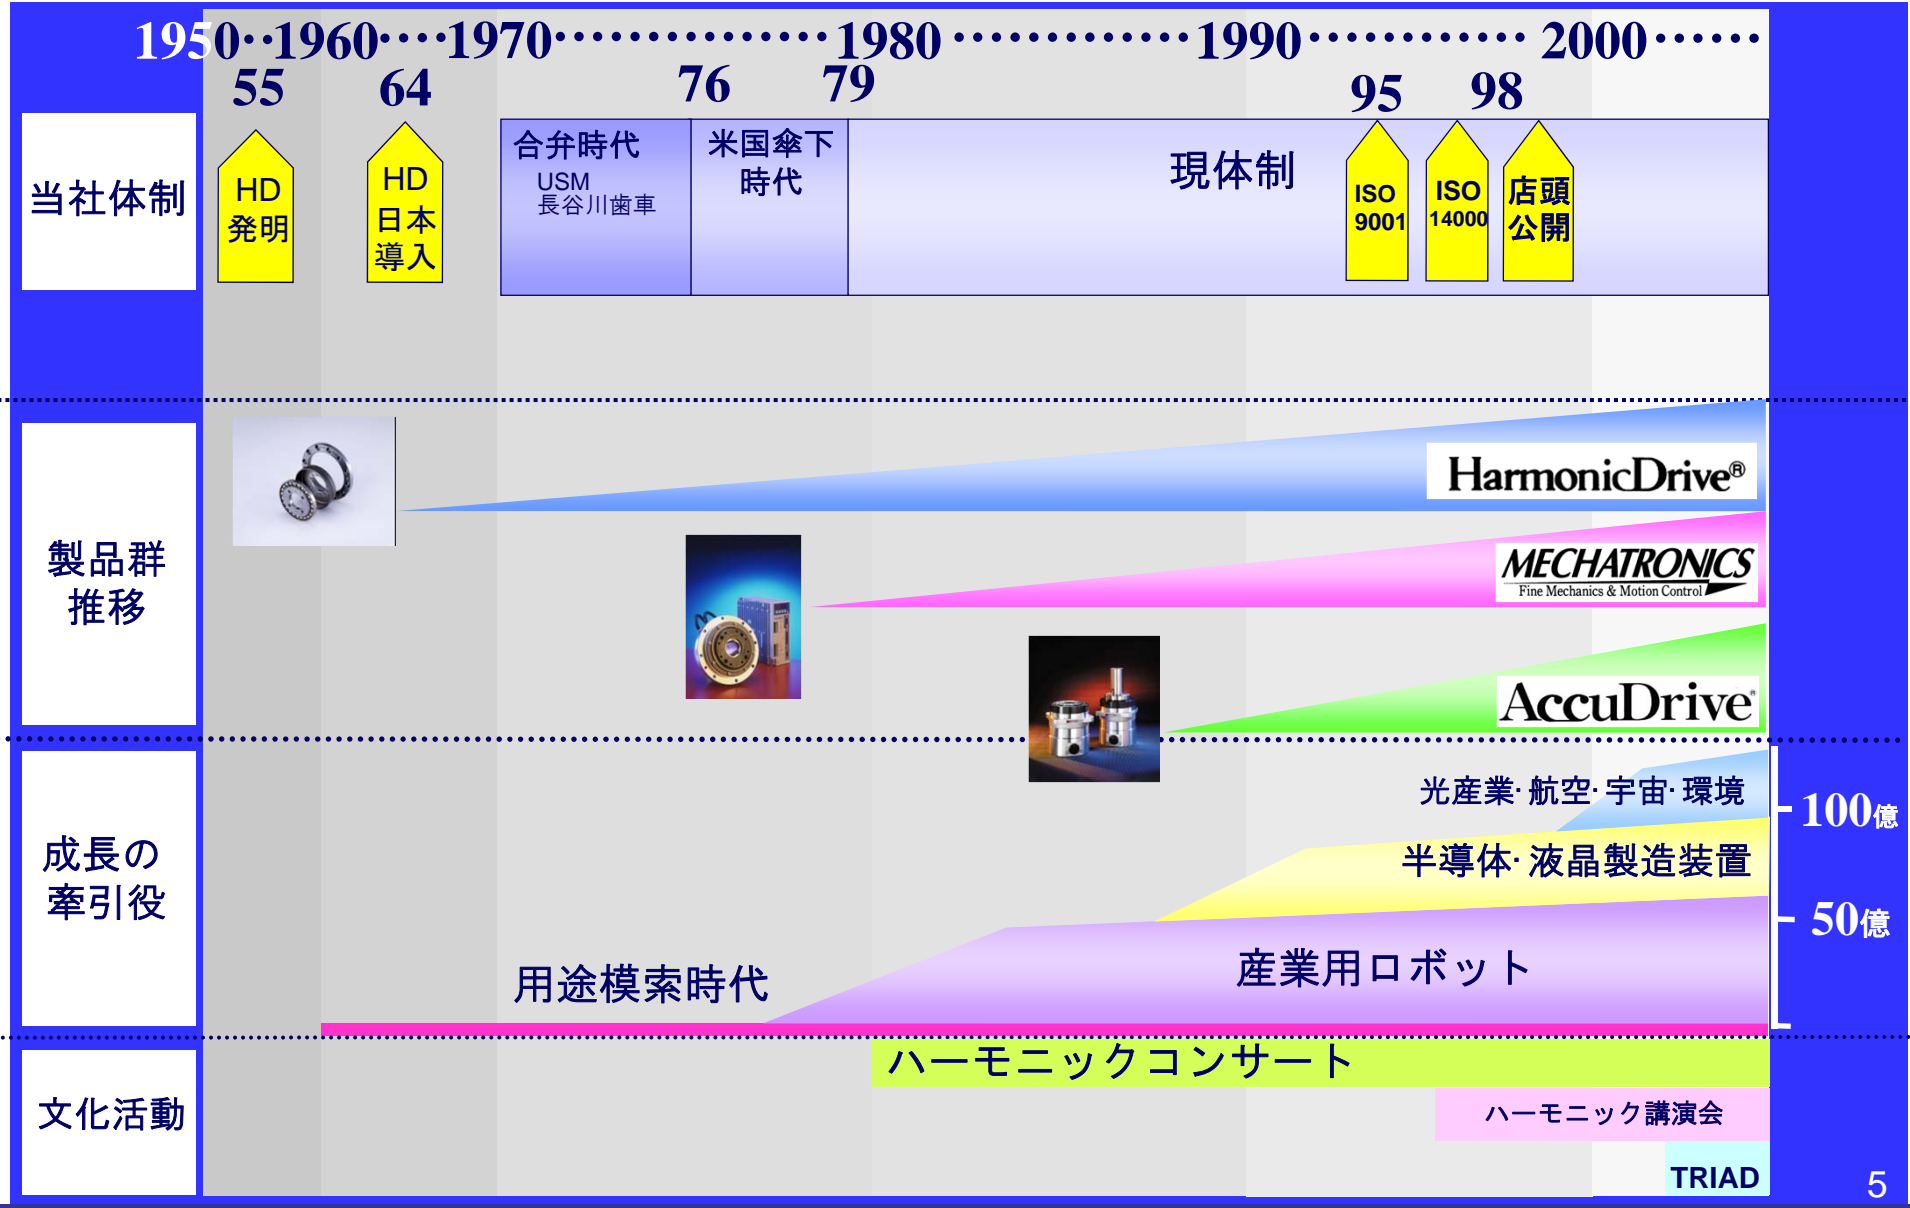 1950··1960····1970··············1980············1990············2000······
55 64 76 79 95 98
当社体制
HD
発明
HD
日本
導入
合弁時代
USM
長谷川歯車
米国傘下
時代
現体制
ISO
9001
ISO
14000
店頭
公開
製品群
推移
HarmonicDrive®
MECHATRONICS
Fine Mechanics & Motion Control
AccuDrive®
成長の
牽引役
光産業・航空・宇宙・環境
100億
半導体・液晶製造装置
50億
産業用ロボット
用途模索時代
文化活動
ハーモニックコンサート
ハーモニック講演会
TRIAD
5